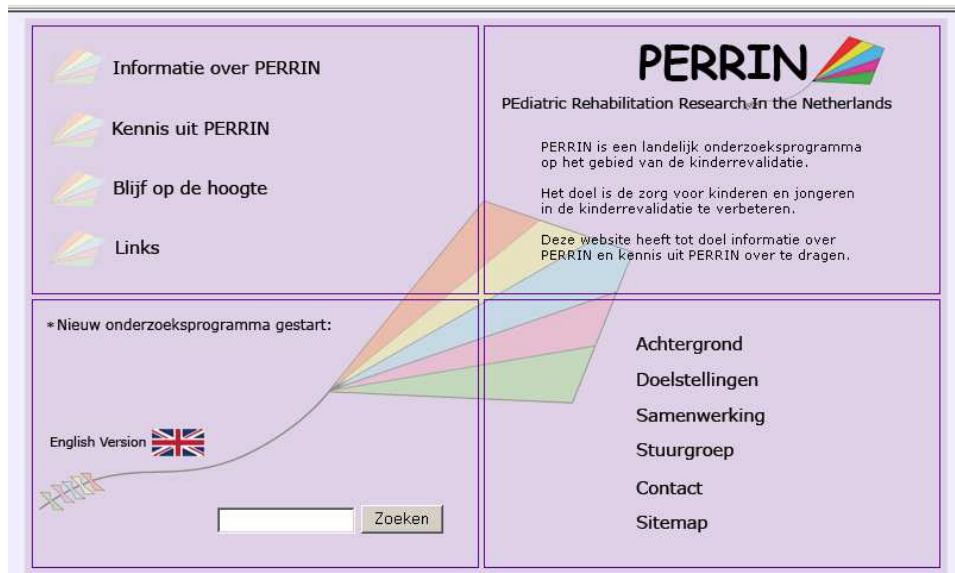 Informatie over PERRIN
Kennis uit PERRIN
Blijf op de hoogte
Links
PERRIN
PEdiatric Rehabilitation Research In the Netherlands
PERRIN is een landelijk onderzoeksprogramma
op het gebied van de kinderrevalidatie.
Het doel is de zorg voor kinderen en jongeren
in de kinderrevalidatie te verbeteren.
Deze website heeft tot doel informatie over
PERRIN en kennis uit PERRIN over te dragen.
*Nieuw onderzoeksprogramma gestart:
English Version
Zoeken
Achtergrond
Doelstellingen
Samenwerking
Stuurgroep
Contact
Sitemap